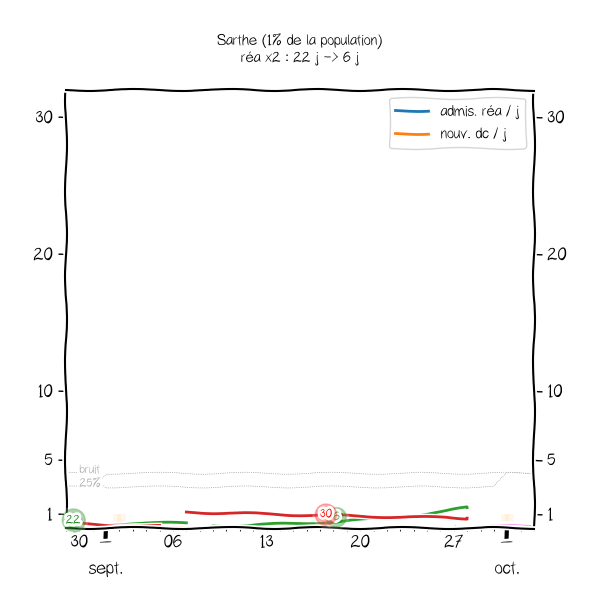 Sarthe (1% de la population)
réa x2 : 22 j -> 6 j
admis. réa / j
nouv. dc / j
30 30
20 20
10 10
5 5
bruit
25%
1 22 30 1
30 06 13 20 27
sept. oct.